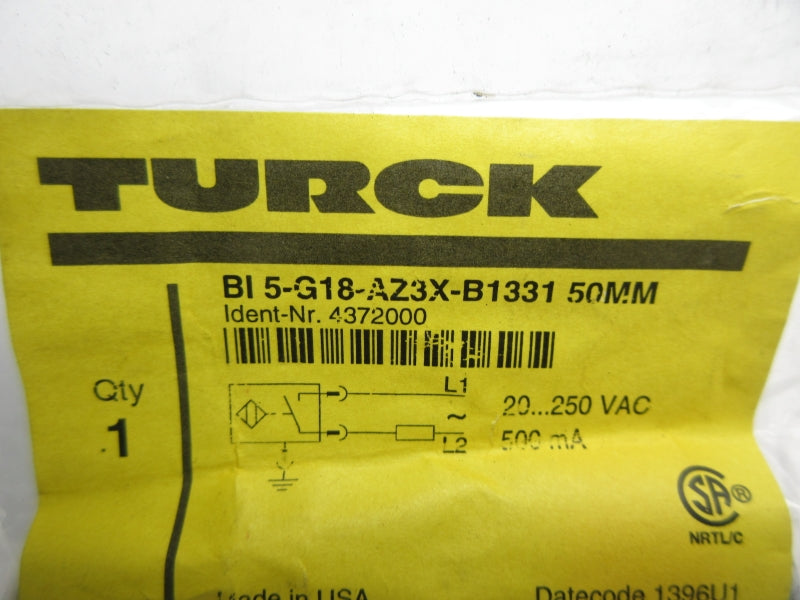 TURCK
BI 5-G18-AZ3X-B1331 50MM
Ident-Nr. 4372000
Qty
1
L1
~
L2
20...250 VAC
500 mA
SA ®
NRTL/C
Made in USA
Datecode 1396U1